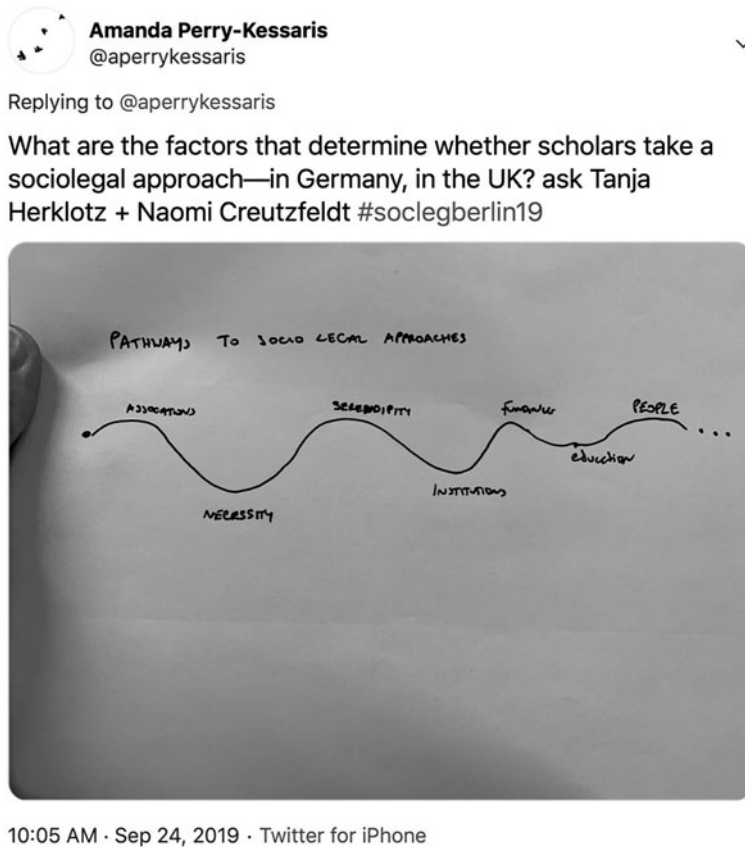 Amanda Perry-Kessaris
@aperrykessaris
Replying to @aperrykessaris
What are the factors that determine whether scholars take a
sociolegal approach—in Germany, in the UK? ask Tanja
Herklotz + Naomi Creutzfeldt #soclegberlin19
PATHWAYS TO SOCIO LEGAL APPROACHES
SERENDIPITY
PEOPLE
education
INSTITUTIONS
NECESSITY
10:05 AM · Sep 24, 2019 · Twitter for iPhone